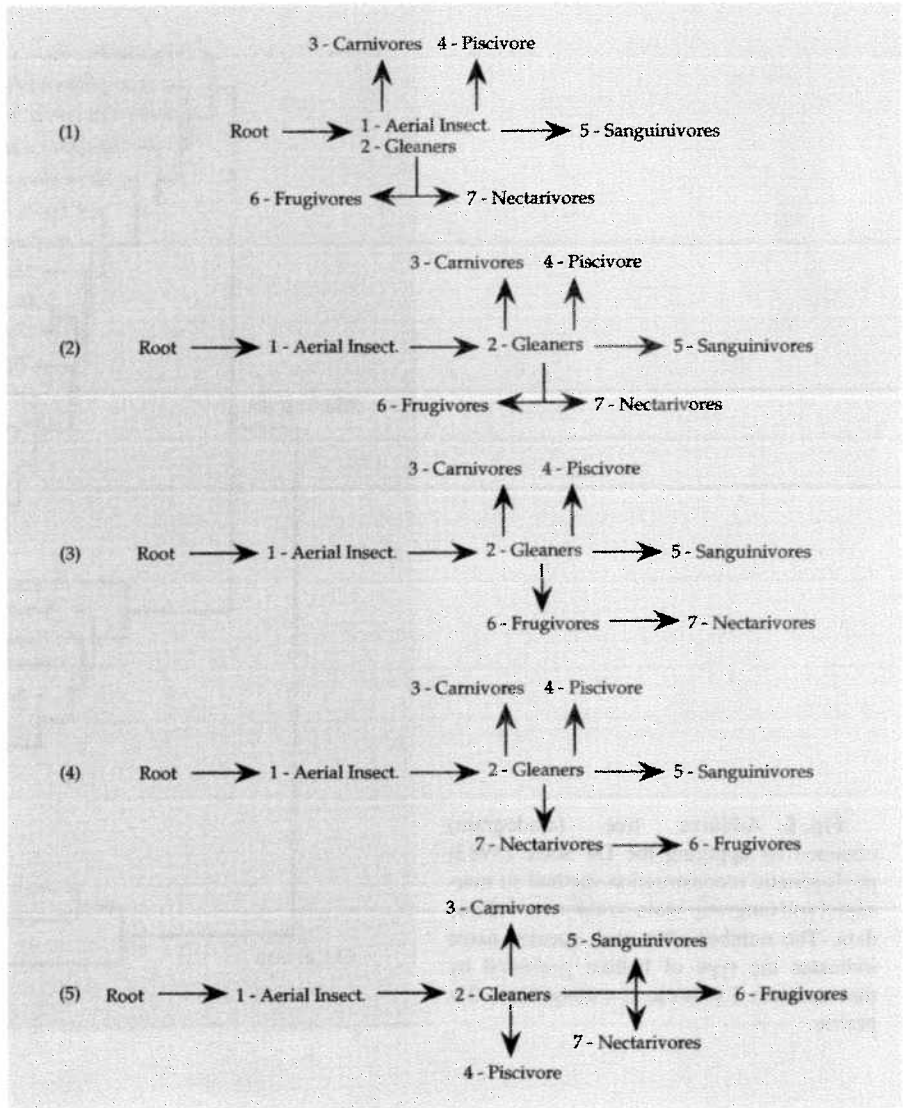 3 - Carnivores 4 - Piscivore
(1) Root 1 - Aerial Insect. 5 - Sanguinivores
2 - Gleaners
6 - Frugivores 7 - Nectarivores
3 - Carnivores 4 - Piscivore
(2) Root 1 - Aerial Insect. 2 - Gleaners 5 - Sanguinivores
6 - Frugivores 7 - Nectarivores
3 - Carnivores 4 - Piscivore
(3) Root 1 - Aerial Insect. 2 - Gleaners 5 - Sanguinivores
6 - Frugivores 7 - Nectarivores
3 - Carnivores 4 - Piscivore
(4) Root 1 - Aerial Insect. 2 - Gleaners 5 - Sanguinivores
7 - Nectarivores 6 - Frugivores
3 - Carnivores
5 - Sanguinivores
(5) Root 1 - Aerial Insect. 2 - Gleaners 6 - Frugivores
7 - Nectarivores
4 - Piscivore